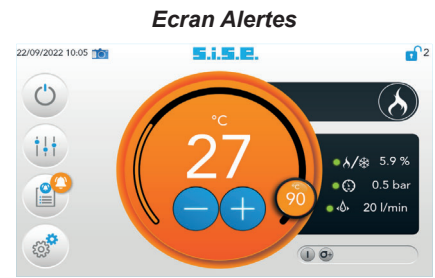 Ecran Alertes
22/09/2022 10:05
S.I.S.E.
2
°C
27
°C
90
5.9 %
0.5 bar
20 l/min